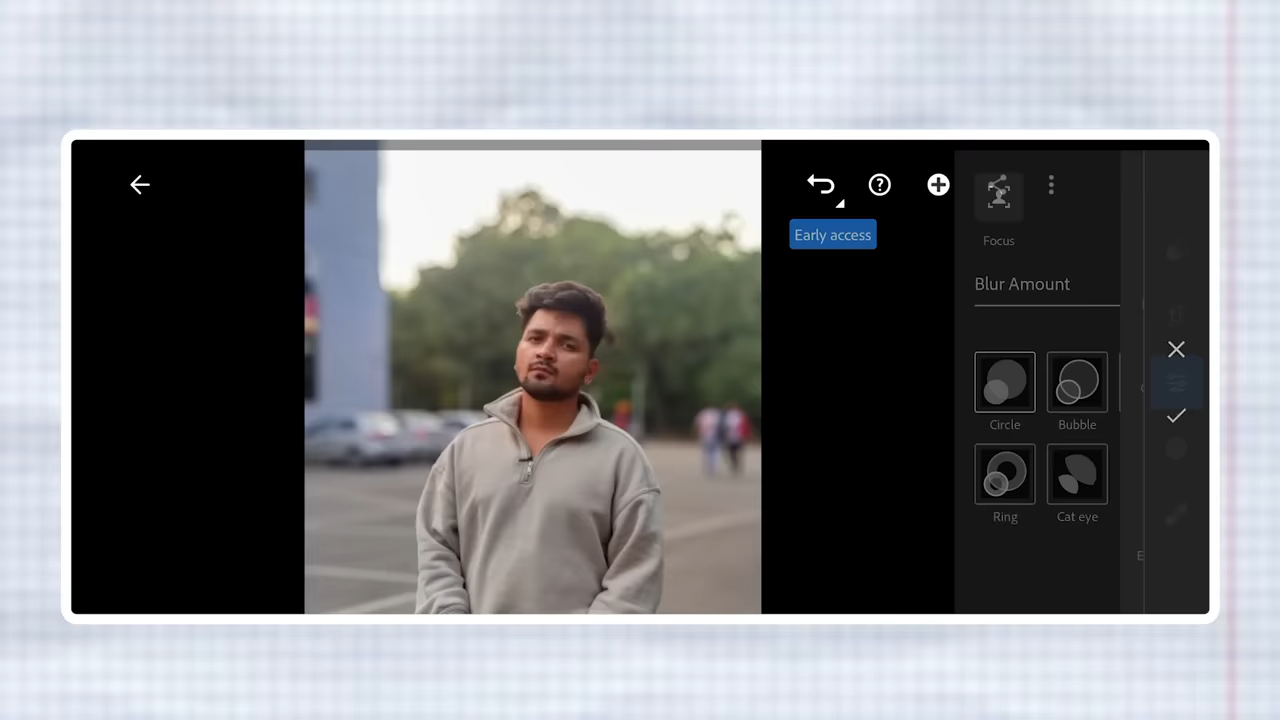 Early access
Focus
Blur Amount
Circle
Bubble
Ring
Cat eye
E